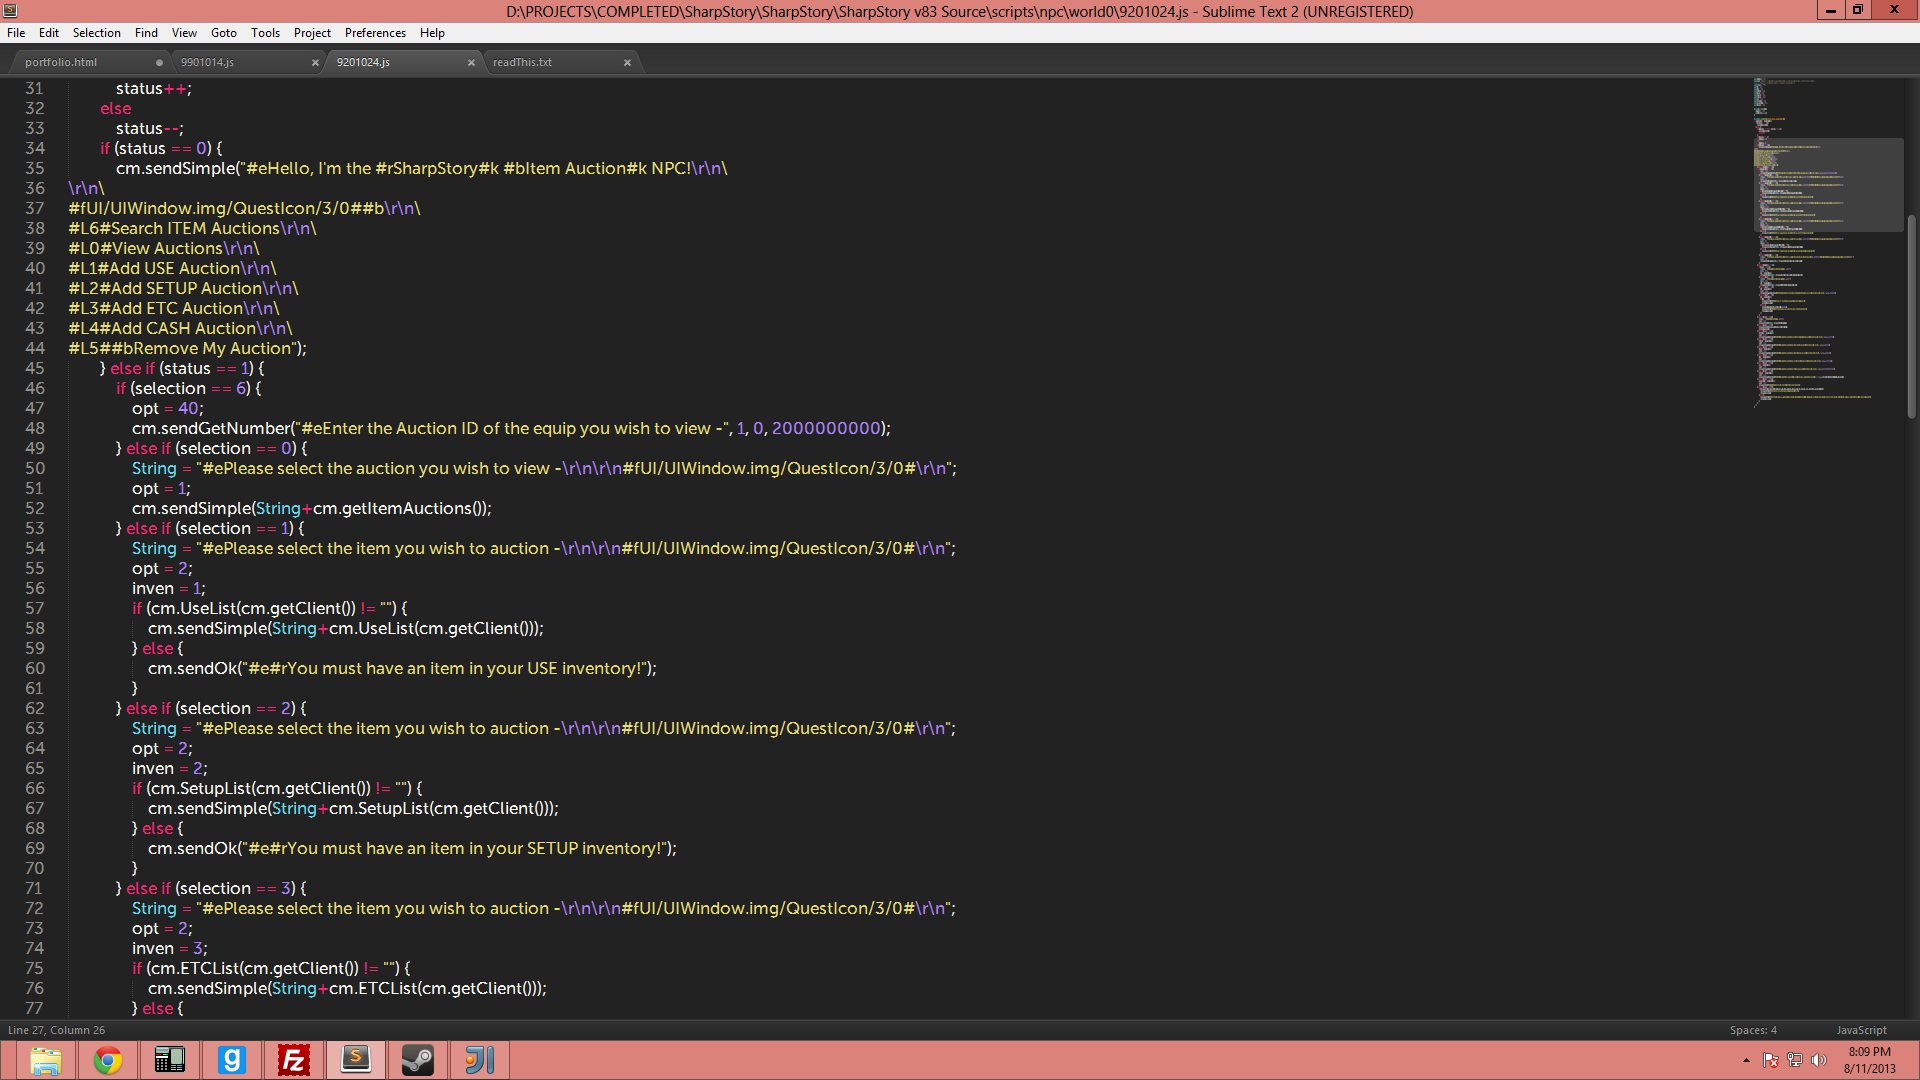 D:\PROJECTS\COMPLETED\SharpStory\SharpStory\SharpStory v83 Source\scripts\npc\world0\9201024.js - Sublime Text 2 (UNREGISTERED)
File Edit Selection Find View Goto Tools Project Preferences Help
portfolio.html 9901014.js 9201024.js readThis.txt
31 status++;
32 else
33 status--;
34 if (status == 0) {
35 cm.sendSimple("#eHello, I'm the #rSharpStory#k #bItem Auction#k NPC!\r\n\
36 \r\n\
37 #fUI/UIWindow.img/QuestIcon/3/0##b\r\n\
38 #L6#Search ITEM Auctions\r\n\
39 #L0#View Auctions\r\n\
40 #L1#Add USE Auction\r\n\
41 #L2#Add SETUP Auction\r\n\
42 #L3#Add ETC Auction\r\n\
43 #L4#Add CASH Auction\r\n\
44 #L5##bRemove My Auction");
45 } else if (status == 1) {
46 if (selection == 6) {
47 opt = 40;
48 cm.sendGetNumber("#eEnter the Auction ID of the equip you wish to view -", 1, 0, 2000000000);
49 } else if (selection == 0) {
50 String = "#ePlease select the auction you wish to view -\r\n\r\n#fUI/UIWindow.img/QuestIcon/3/0#\r\n";
51 opt = 1;
52 cm.sendSimple(String+cm.getItemAuctions());
53 } else if (selection == 1) {
54 String = "#ePlease select the item you wish to auction -\r\n\r\n#fUI/UIWindow.img/QuestIcon/3/0#\r\n";
55 opt = 2;
56 inven = 1;
57 if (cm.UseList(cm.getClient()) != "") {
58 cm.sendSimple(String+cm.UseList(cm.getClient()));
59 } else {
60 cm.sendOk("#e#rYou must have an item in your USE inventory!");
61 }
62 } else if (selection == 2) {
63 String = "#ePlease select the item you wish to auction -\r\n\r\n#fUI/UIWindow.img/QuestIcon/3/0#\r\n";
64 opt = 2;
65 inven = 2;
66 if (cm.SetupList(cm.getClient()) != "") {
67 cm.sendSimple(String+cm.SetupList(cm.getClient()));
68 } else {
69 cm.sendOk("#e#rYou must have an item in your SETUP inventory!");
70 }
71 } else if (selection == 3) {
72 String = "#ePlease select the item you wish to auction -\r\n\r\n#fUI/UIWindow.img/QuestIcon/3/0#\r\n";
73 opt = 2;
74 inven = 3;
75 if (cm.ETCList(cm.getClient()) != "") {
76 cm.sendSimple(String+cm.ETCList(cm.getClient()));
77 } else {
Line 27, Column 26 Spaces: 4 JavaScript
8:09 PM
8/11/2013